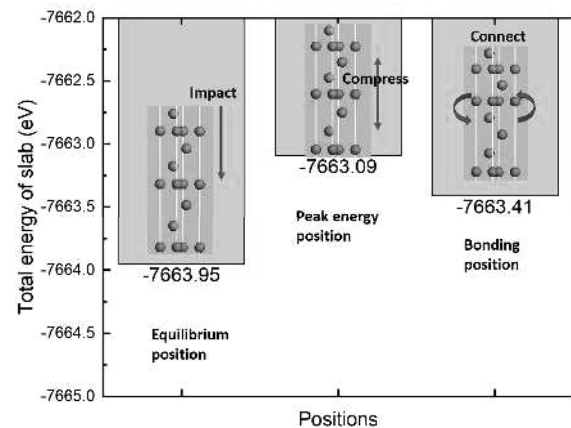 Total energy of slab (eV)
-7662.0
-7662.5
-7663.0
-7663.5
-7664.0
-7664.5
-7665.0
Impact
-7663.95
Equilibrium
position
Compress
-7663.09
Peak energy
position
Connect
-7663.41
Bonding
position
Positions